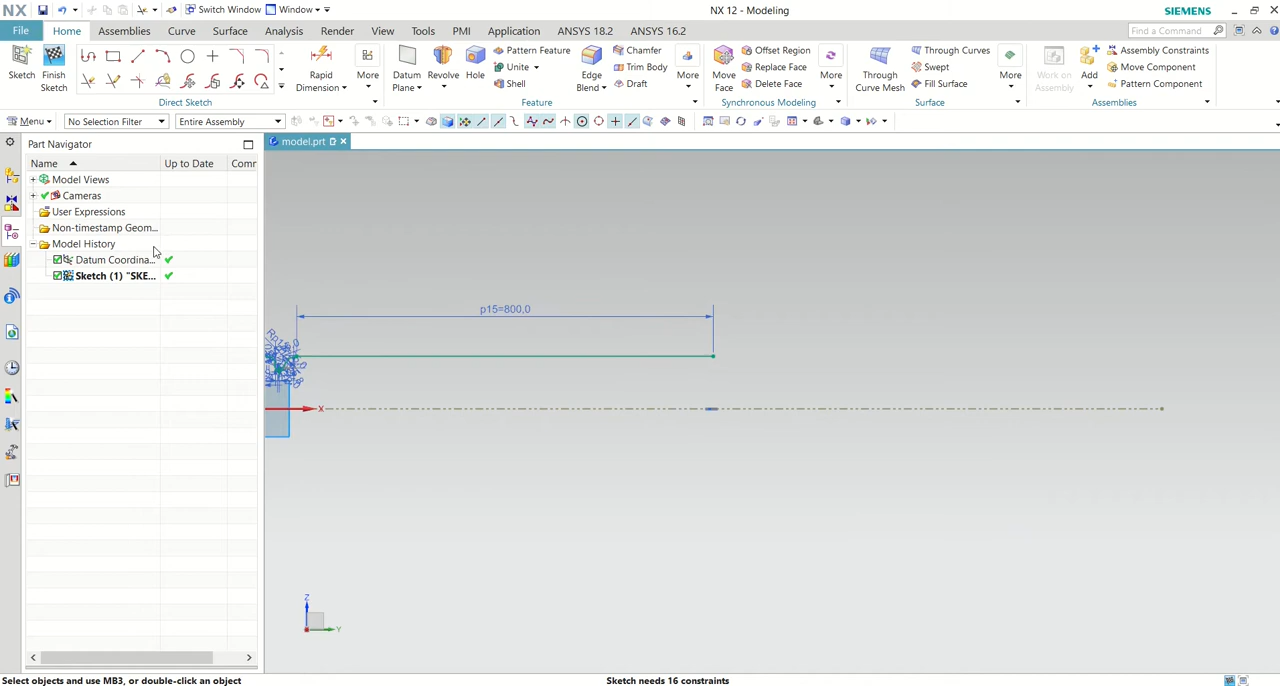 NX Switch Window Window NX 12 - Modeling SIEMENS
File Home Assemblies Curve Surface Analysis Render View Tools PMI Application ANSYS 18.2 ANSYS 16.2 Find a Command
Sketch Finish Sketch Rapid Dimension More Datum Plane Revolve Hole Pattern Feature Unite Shell Edge Blend Chamfer Trim Body Draft More Move Face Offset Region Replace Face Delete Face More Through Curve Mesh Through Curves Swept Fill Surface More Work on Assembly Add Assembly Constraints Move Component Pattern Component
Direct Sketch Feature Synchronous Modeling Surface Assemblies
Menu No Selection Filter Entire Assembly
Part Navigator model.prt
Name Up to Date Comr
Model Views
Cameras
User Expressions
Non-timestamp Geom...
Model History
Datum Coordina...
Sketch (1) "SKE...
p15=800,0
X
Z
Y
Select objects and use MB3, or double-click an object Sketch needs 16 constraints